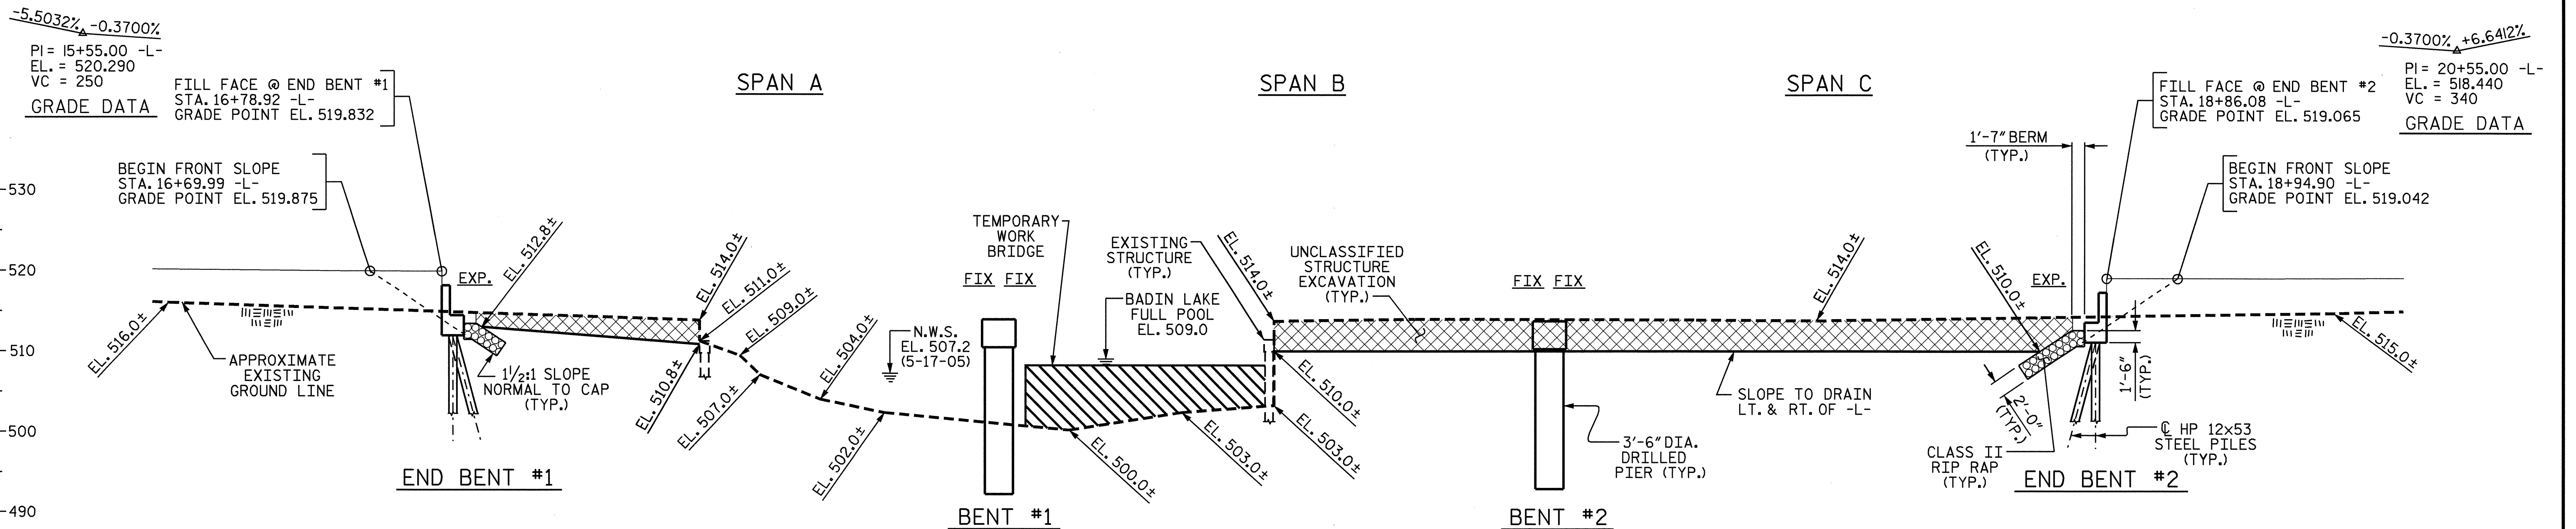 -5.5032% -0.3700%
PI = 15+55.00 -L-
EL. = 520.290
VC = 250
GRADE DATA
FILL FACE @ END BENT #1
STA. 16+78.92 -L-
GRADE POINT EL. 519.832
BEGIN FRONT SLOPE
STA. 16+69.99 -L-
GRADE POINT EL. 519.875
SPAN A
SPAN B
SPAN C
FILL FACE @ END BENT #2
STA. 18+86.08 -L-
GRADE POINT EL. 519.065
-0.3700% +6.6412%
PI = 20+55.00 -L-
EL. = 518.440
VC = 340
GRADE DATA
1'-7" BERM
(TYP.)
BEGIN FRONT SLOPE
STA. 18+94.90 -L-
GRADE POINT EL. 519.042
530
520
510
500
490
EL. 516.0±
APPROXIMATE
EXISTING
GROUND LINE
EXP.
EL. 512.8±
1½:1 SLOPE
NORMAL TO CAP
(TYP.)
END BENT #1
EL. 514.0±
EL. 511.0±
EL. 509.0±
EL. 510.8±
EL. 507.0±
EL. 504.0±
EL. 502.0±
N.W.S.
EL. 507.2
(5-17-05)
FIX FIX
TEMPORARY
WORK
BRIDGE
BADIN LAKE
FULL POOL
EL. 509.0
EXISTING
STRUCTURE
(TYP.)
EL. 514.0±
EL. 500.0±
EL. 503.0±
EL. 503.0±
EL. 510.0±
BENT #1
UNCLASSIFIED
STRUCTURE
EXCAVATION
(TYP.)
FIX FIX
3'-6" DIA.
DRILLED
PIER (TYP.)
BENT #2
EL. 514.0±
SLOPE TO DRAIN
LT. & RT. OF -L-
EL. 510.0±
EXP.
2'-0"
(TYP.)
1'-6"
(TYP.)
CLASS II
RIP RAP
(TYP.)
℄ HP 12x53
STEEL PILES
(TYP.)
END BENT #2
EL. 515.0±